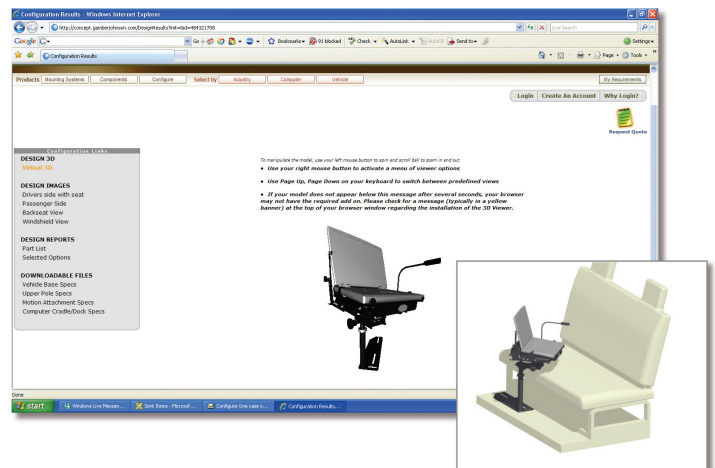 Configuration Results - Windows Internet Explorer
http://concept.gamberjohnson.com/DesignResults?init=&id=484321708
Live Search
Google
G
Go
Bookmarks
91 blocked
Check
AutoLink
AutoFill
Send to
Settings
Configuration Results
Page
Tools
Products
Mounting Systems
Components
Configure
Select by
Industry
Computer
Vehicle
My Requirements
Login
Create An Account
Why Login?
Request Quote
Configuration Links
DESIGN 3D
Virtual 3D
DESIGN IMAGES
Drivers side with seat
Passenger Side
Backseat View
Windshield View
DESIGN REPORTS
Part List
Selected Options
DOWNLOADABLE FILES
Vehicle Base Specs
Upper Pole Specs
Motion Attachment Specs
Computer Cradle/Dock Specs
To manipulate the model, use your left mouse button to spin and scroll ball to zoom in and out.
• Use your right mouse button to activate a menu of viewer options
• Use Page Up, Page Down on your keyboard to switch between predefined views
• If your model does not appear below this message after several seconds, your browser
may not have the required add on. Please check for a message (typically in a yellow
banner) at the top of your browser window regarding the installation of the 3D Viewer.
Done
start
Windows Live Messen...
Sent Items - Microsof...
Configure One case s...
Configuration Results...